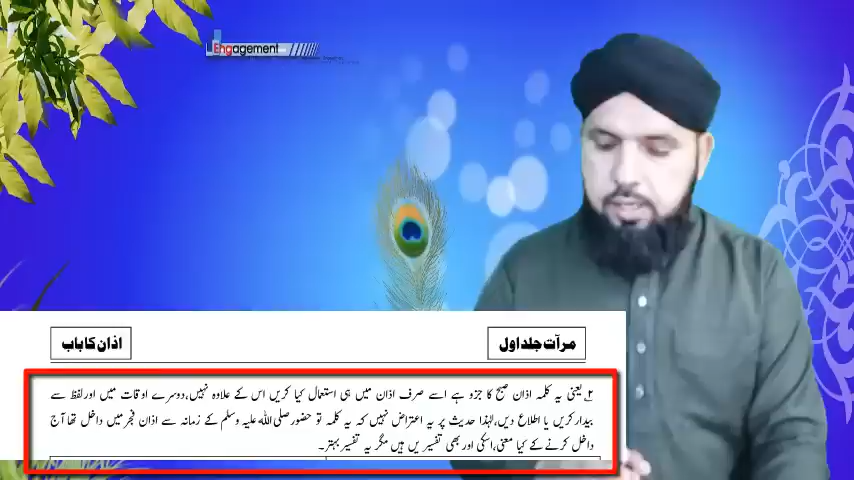 Engagement
مرآت جلد اول
اذان کا باب
۲ یعنی یہ کلمہ اذان صبح کا جزو ہے اسے صرف اذان میں ہی استعمال کیا کریں اس کے علاوہ نہیں،دوسرے اوقات میں اور لفظ سے
بیدار کریں یا اطلاع دیں،لہٰذا حدیث پر یہ اعتراض نہیں کہ یہ کلمہ تو حضور صلی اللہ علیہ وسلم کے زمانہ سے اذان فجر میں داخل تھا آج
داخل کرنے کے کیا معنی،اسکی اور بھی تفسیریں ہیں مگر یہ تفسیر بہتر۔